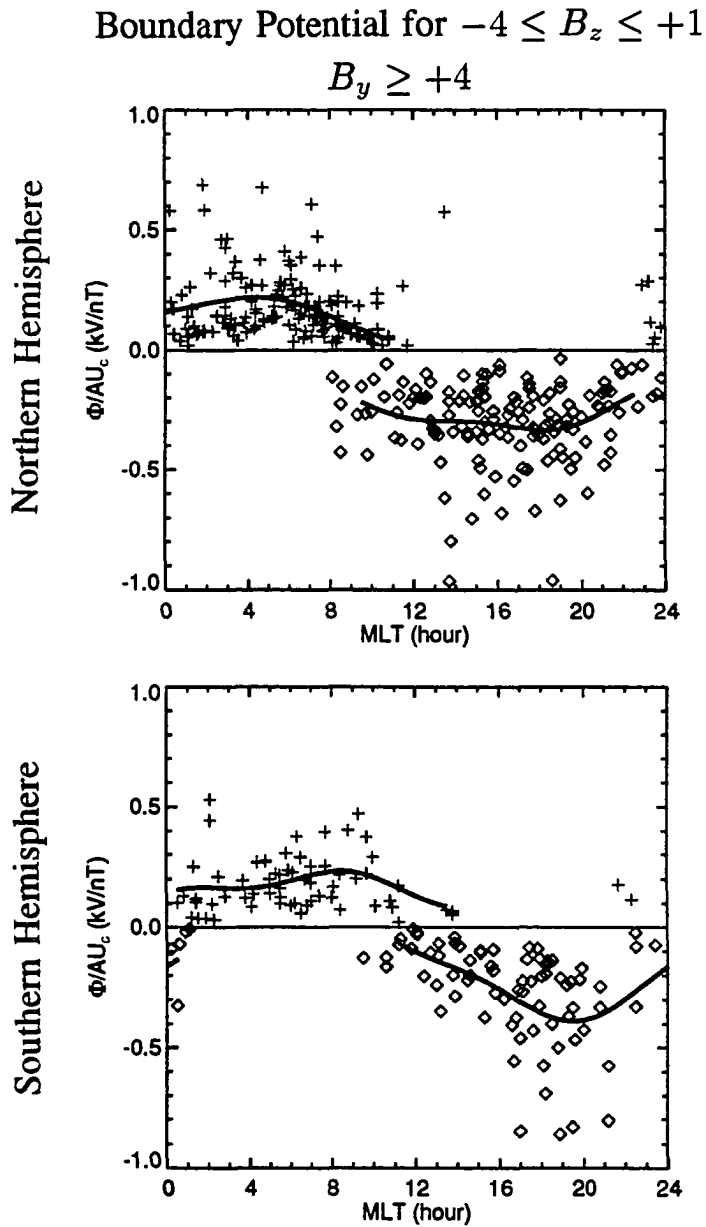 Boundary Potential for −4 ≤ B_z ≤ +1
B_y ≥ +4
Northern Hemisphere
Φ/AU_c (kV/nT)
1.0
0.5
0.0
-0.5
-1.0
0 4 8 12 16 20 24
MLT (hour)
Southern Hemisphere
Φ/AU_c (kV/nT)
1.0
0.5
0.0
-0.5
-1.0
0 4 8 12 16 20 24
MLT (hour)